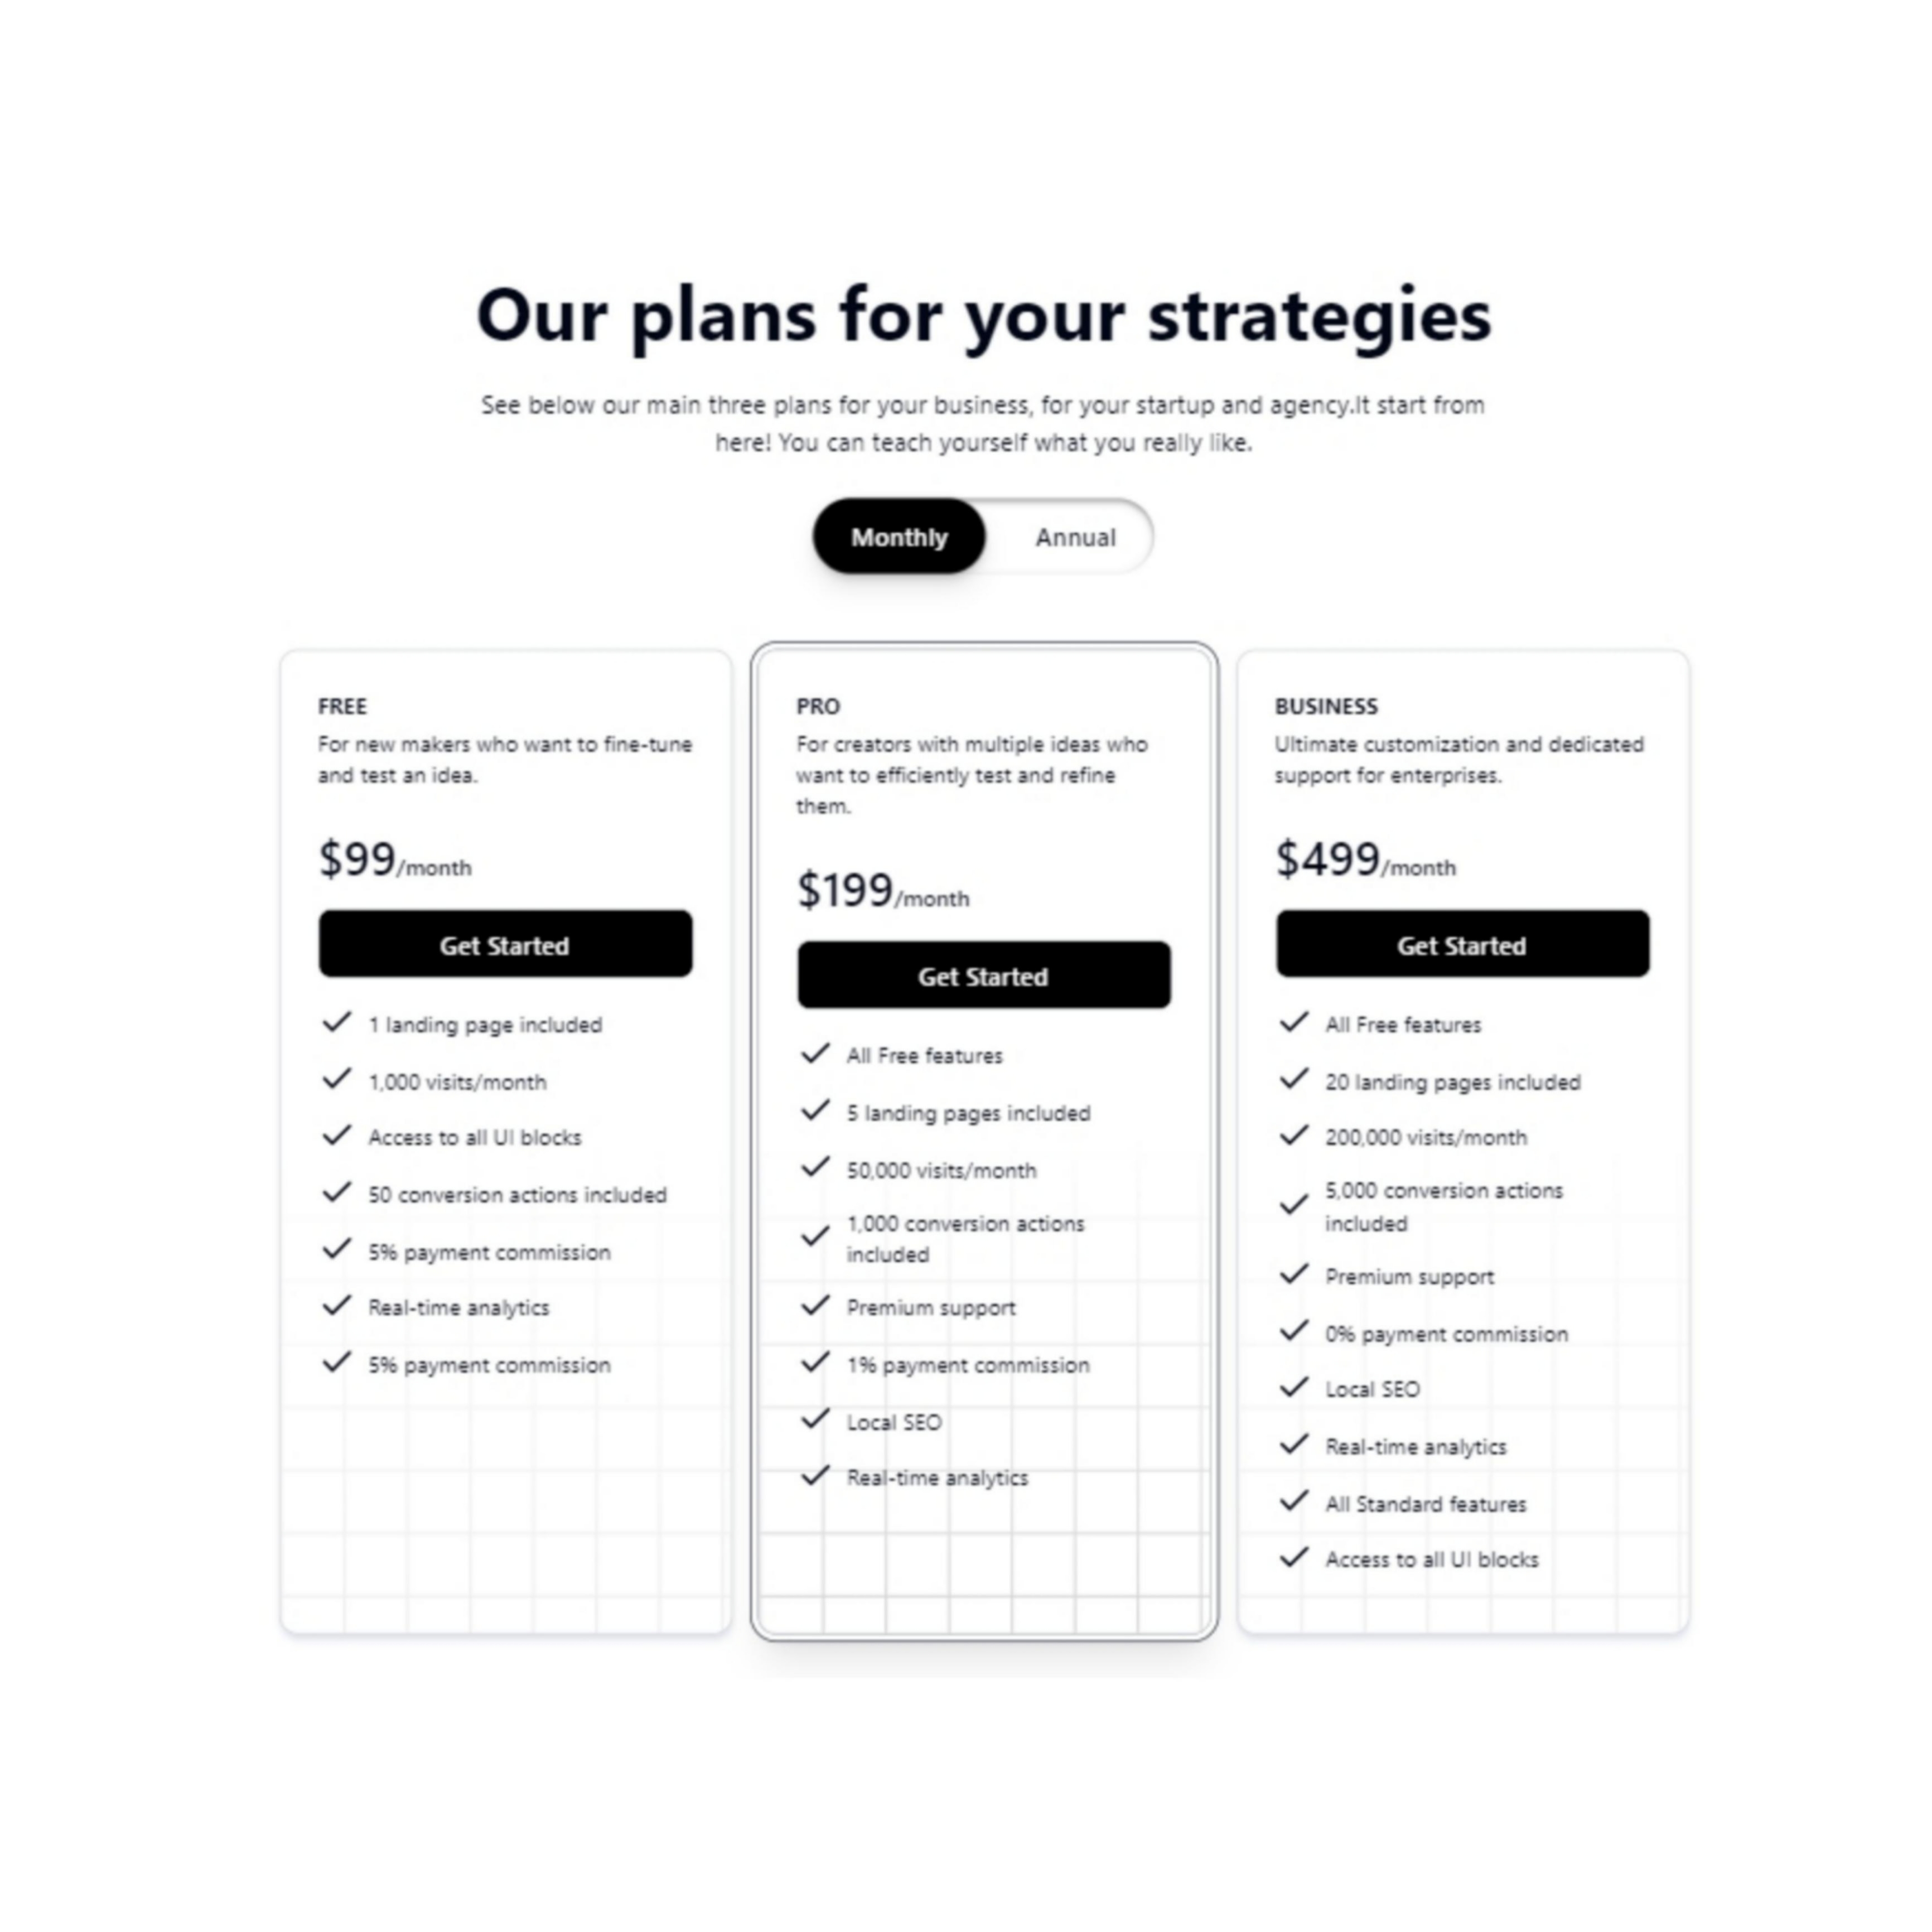 Our plans for your strategies
See below our main three plans for your business, for your startup and agency.It start from
here! You can teach yourself what you really like.
Monthly
Annual
FREE
For new makers who want to fine-tune
and test an idea.
$99/month
Get Started
1 landing page included
1,000 visits/month
Access to all UI blocks
50 conversion actions included
5% payment commission
Real-time analytics
5% payment commission
PRO
For creators with multiple ideas who
want to efficiently test and refine
them.
$199/month
Get Started
All Free features
5 landing pages included
50,000 visits/month
1,000 conversion actions
included
Premium support
1% payment commission
Local SEO
Real-time analytics
BUSINESS
Ultimate customization and dedicated
support for enterprises.
$499/month
Get Started
All Free features
20 landing pages included
200,000 visits/month
5,000 conversion actions
included
Premium support
0% payment commission
Local SEO
Real-time analytics
All Standard features
Access to all UI blocks